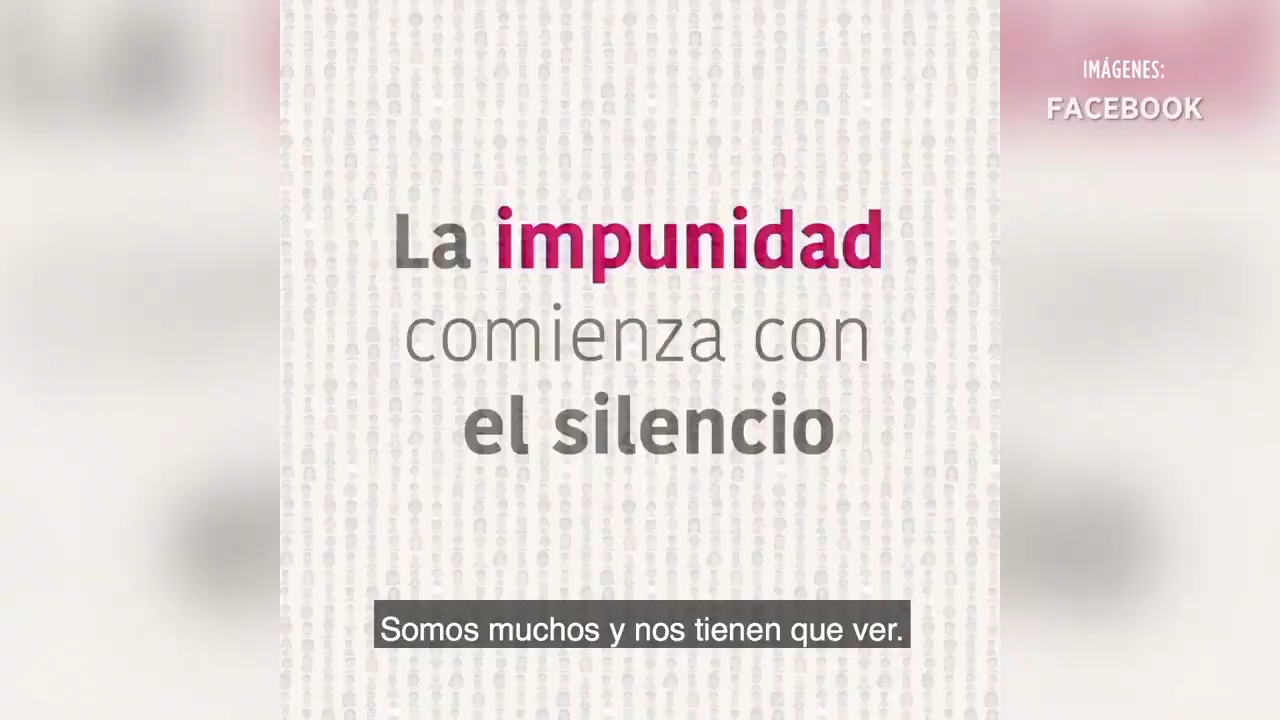 IMÁGENES:
FACEBOOK
La impunidad
comienza con
el silencio
Somos muchos y nos tienen que ver.